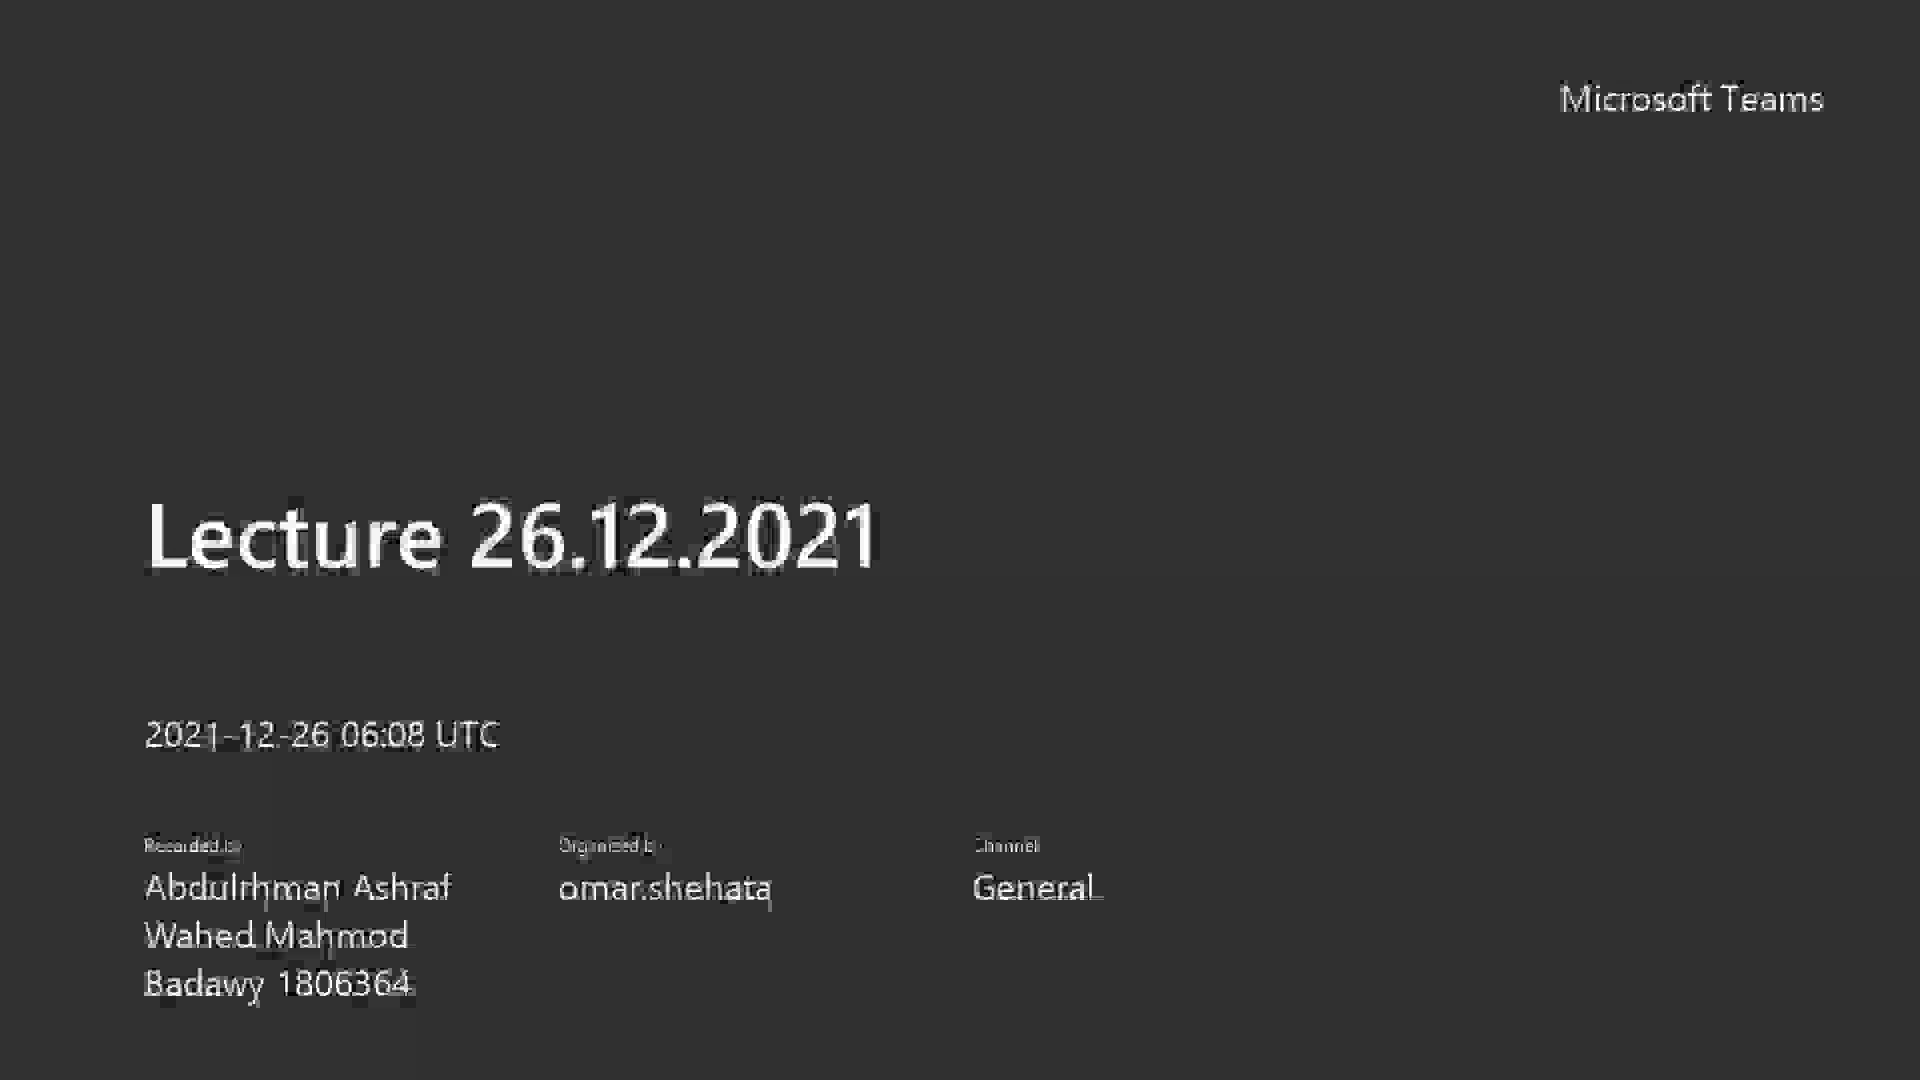 Microsoft Teams
Lecture 26.12.2021
2021-12-26 06:08 UTC
Recorded by
Organized by
Channel
Abdulrhman Ashraf
omar.shehata
General
Wahed Mahmod
Badawy 1806364